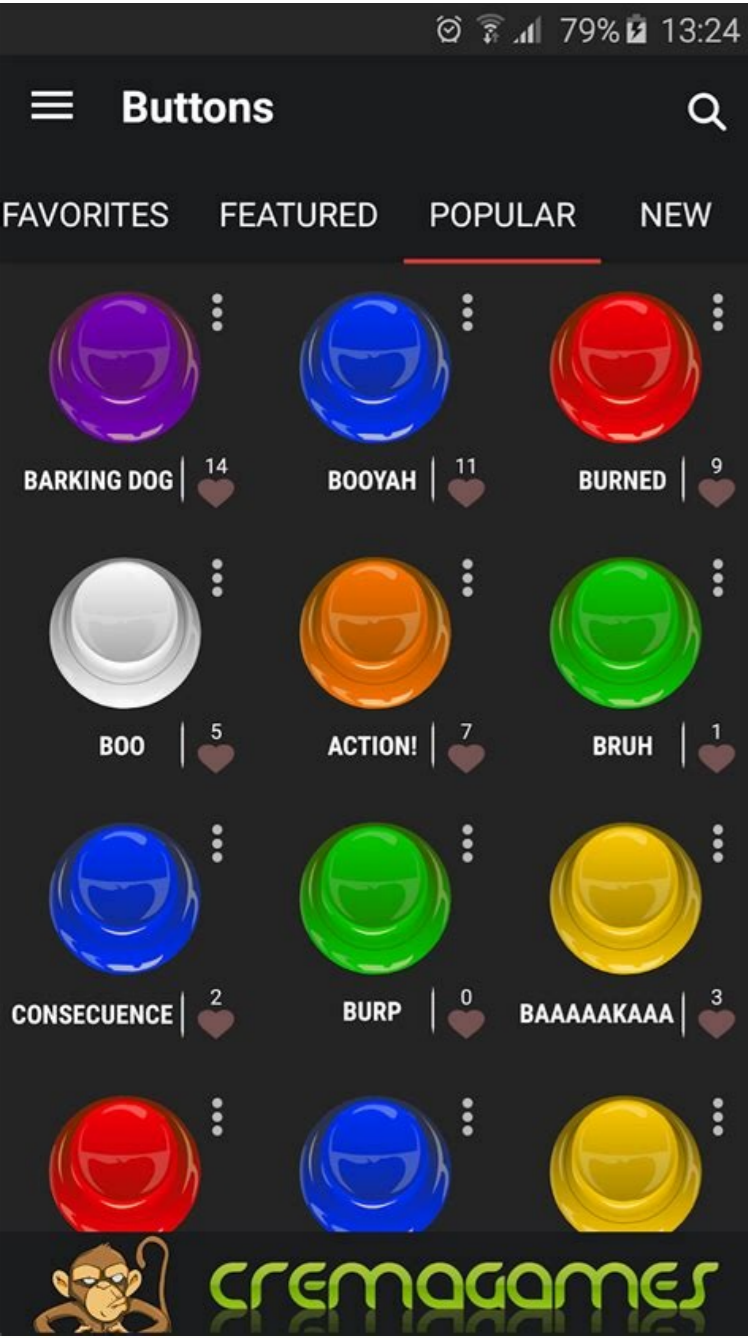 79% 13:24
Buttons
FAVORITES FEATURED POPULAR NEW
14 11 9
BARKING DOG BOOYAH BURNED
5 7 1
BOO ACTION! BRUH
2 0 3
CONSECUENCE BURP BAAAAAKAAA
cremagames